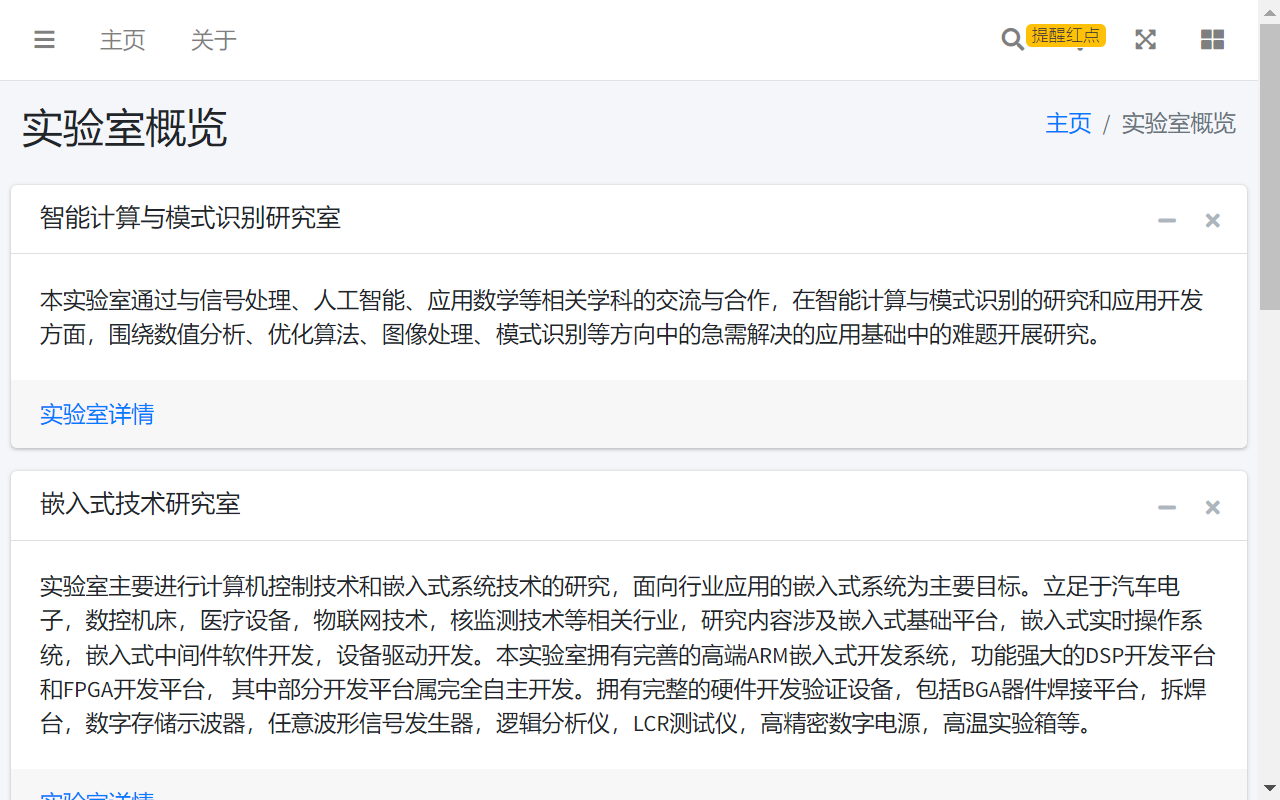 主页 关于 提醒红点
实验室概览
主页 / 实验室概览
智能计算与模式识别研究室
本实验室通过与信号处理、人工智能、应用数学等相关学科的交流与合作，在智能计算与模式识别的研究和应用开发
方面，围绕数值分析、优化算法、图像处理、模式识别等方向中的急需解决的应用基础中的难题开展研究。
实验室详情
嵌入式技术研究室
实验室主要进行计算机控制技术和嵌入式系统技术的研究，面向行业应用的嵌入式系统为主要目标。立足于汽车电
子，数控机床，医疗设备，物联网技术，核监测技术等相关行业，研究内容涉及嵌入式基础平台，嵌入式实时操作系
统，嵌入式中间件软件开发，设备驱动开发。本实验室拥有完善的高端ARM嵌入式开发系统，功能强大的DSP开发平台
和FPGA开发平台， 其中部分开发平台属完全自主开发。拥有完整的硬件开发验证设备，包括BGA器件焊接平台，拆焊
台，数字存储示波器，任意波形信号发生器，逻辑分析仪，LCR测试仪，高精密数字电源，高温实验箱等。
实验室详情